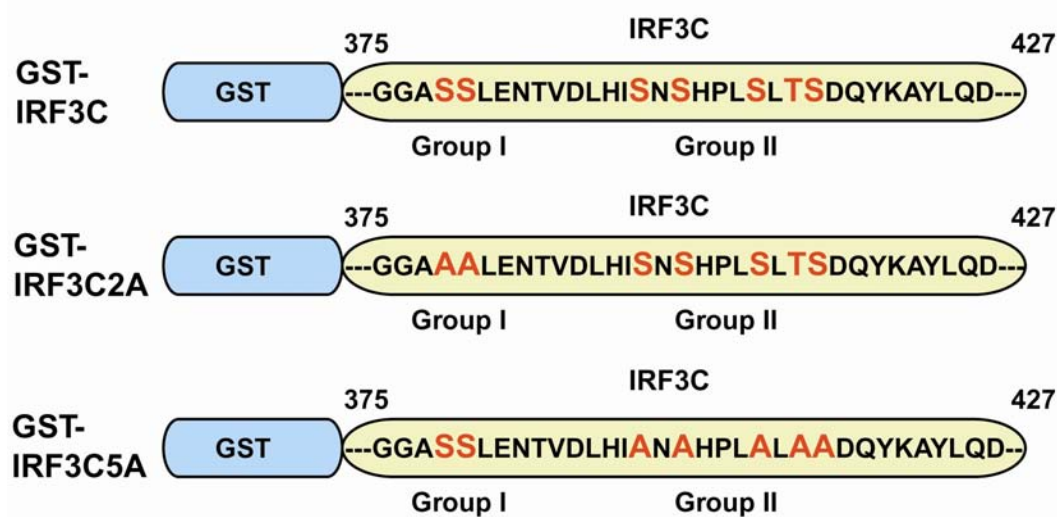 IRF3C
375 427
GST-
IRF3C
GST
---GGASSLENTVDLHISNSHPLSLTSDQYKAYLQD---
Group I Group II
IRF3C
375 427
GST-
IRF3C2A
GST
---GGAAALENTVDLHISNSHPLSLTSDQYKAYLQD---
Group I Group II
IRF3C
375 427
GST-
IRF3C5A
GST
---GGASSLENTVDLHIANAHPLALAADQYKAYLQD--
Group I Group II